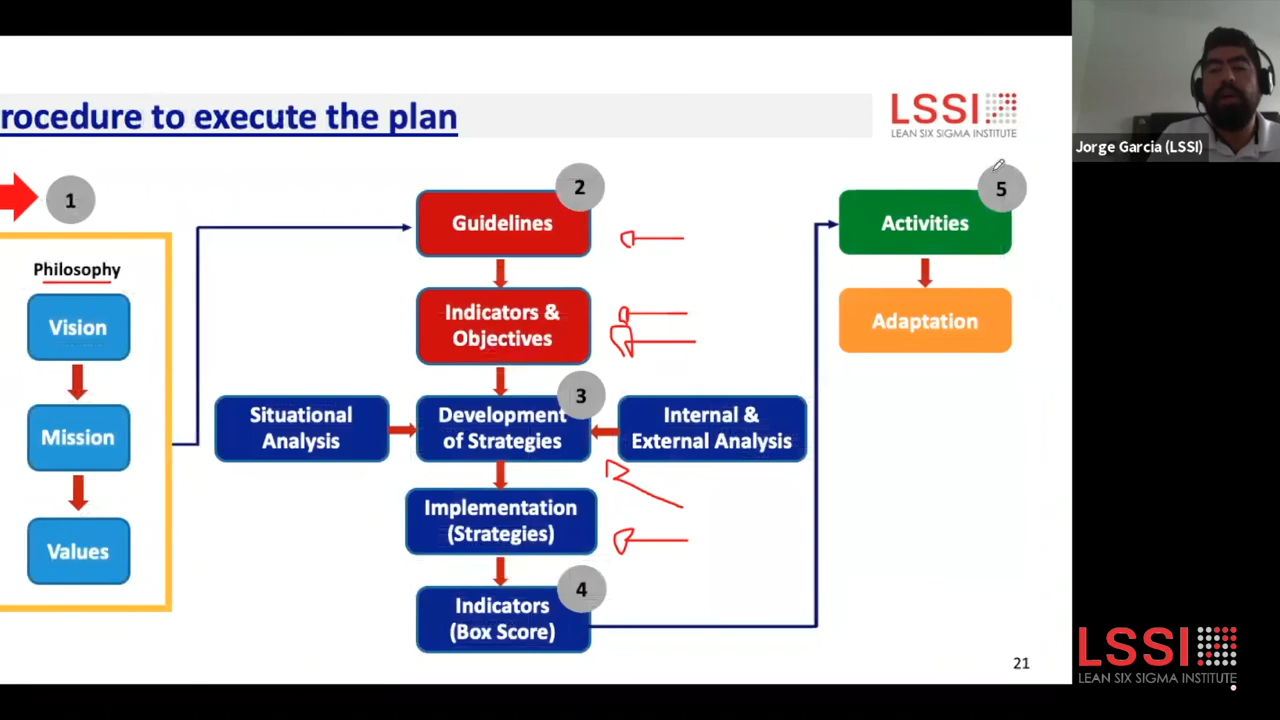 rocedure to execute the plan
LSSI
LEAN SIX SIGMA INSTITUTE
Jorge Garcia (LSSI)
1
Philosophy
Vision
Mission
Values
2
Guidelines
Indicators &
Objectives
Situational
Analysis
3
Development
of Strategies
Internal &
External Analysis
Implementation
(Strategies)
4
Indicators
(Box Score)
5
Activities
Adaptation
21
LSSI
LEAN SIX SIGMA INSTITUTE